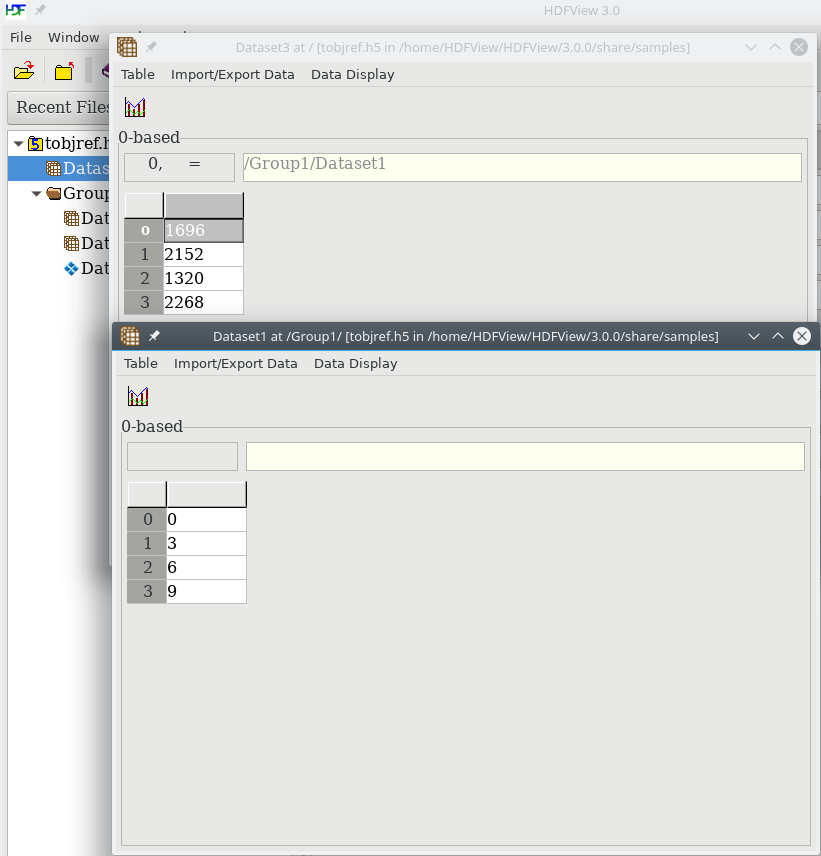 HDF HDFView 3.0
File Window
Recent Files
tobjref.h
5
Datas
Group
Dat
Dat
Dat
Dataset3 at / [tobjref.h5 in /home/HDFView/HDFView/3.0.0/share/samples]
Table Import/Export Data Data Display
0-based
0, = /Group1/Dataset1
0 1696
1 2152
2 1320
3 2268
Dataset1 at /Group1/ [tobjref.h5 in /home/HDFView/HDFView/3.0.0/share/samples]
Table Import/Export Data Data Display
0-based
0 0
1 3
2 6
3 9